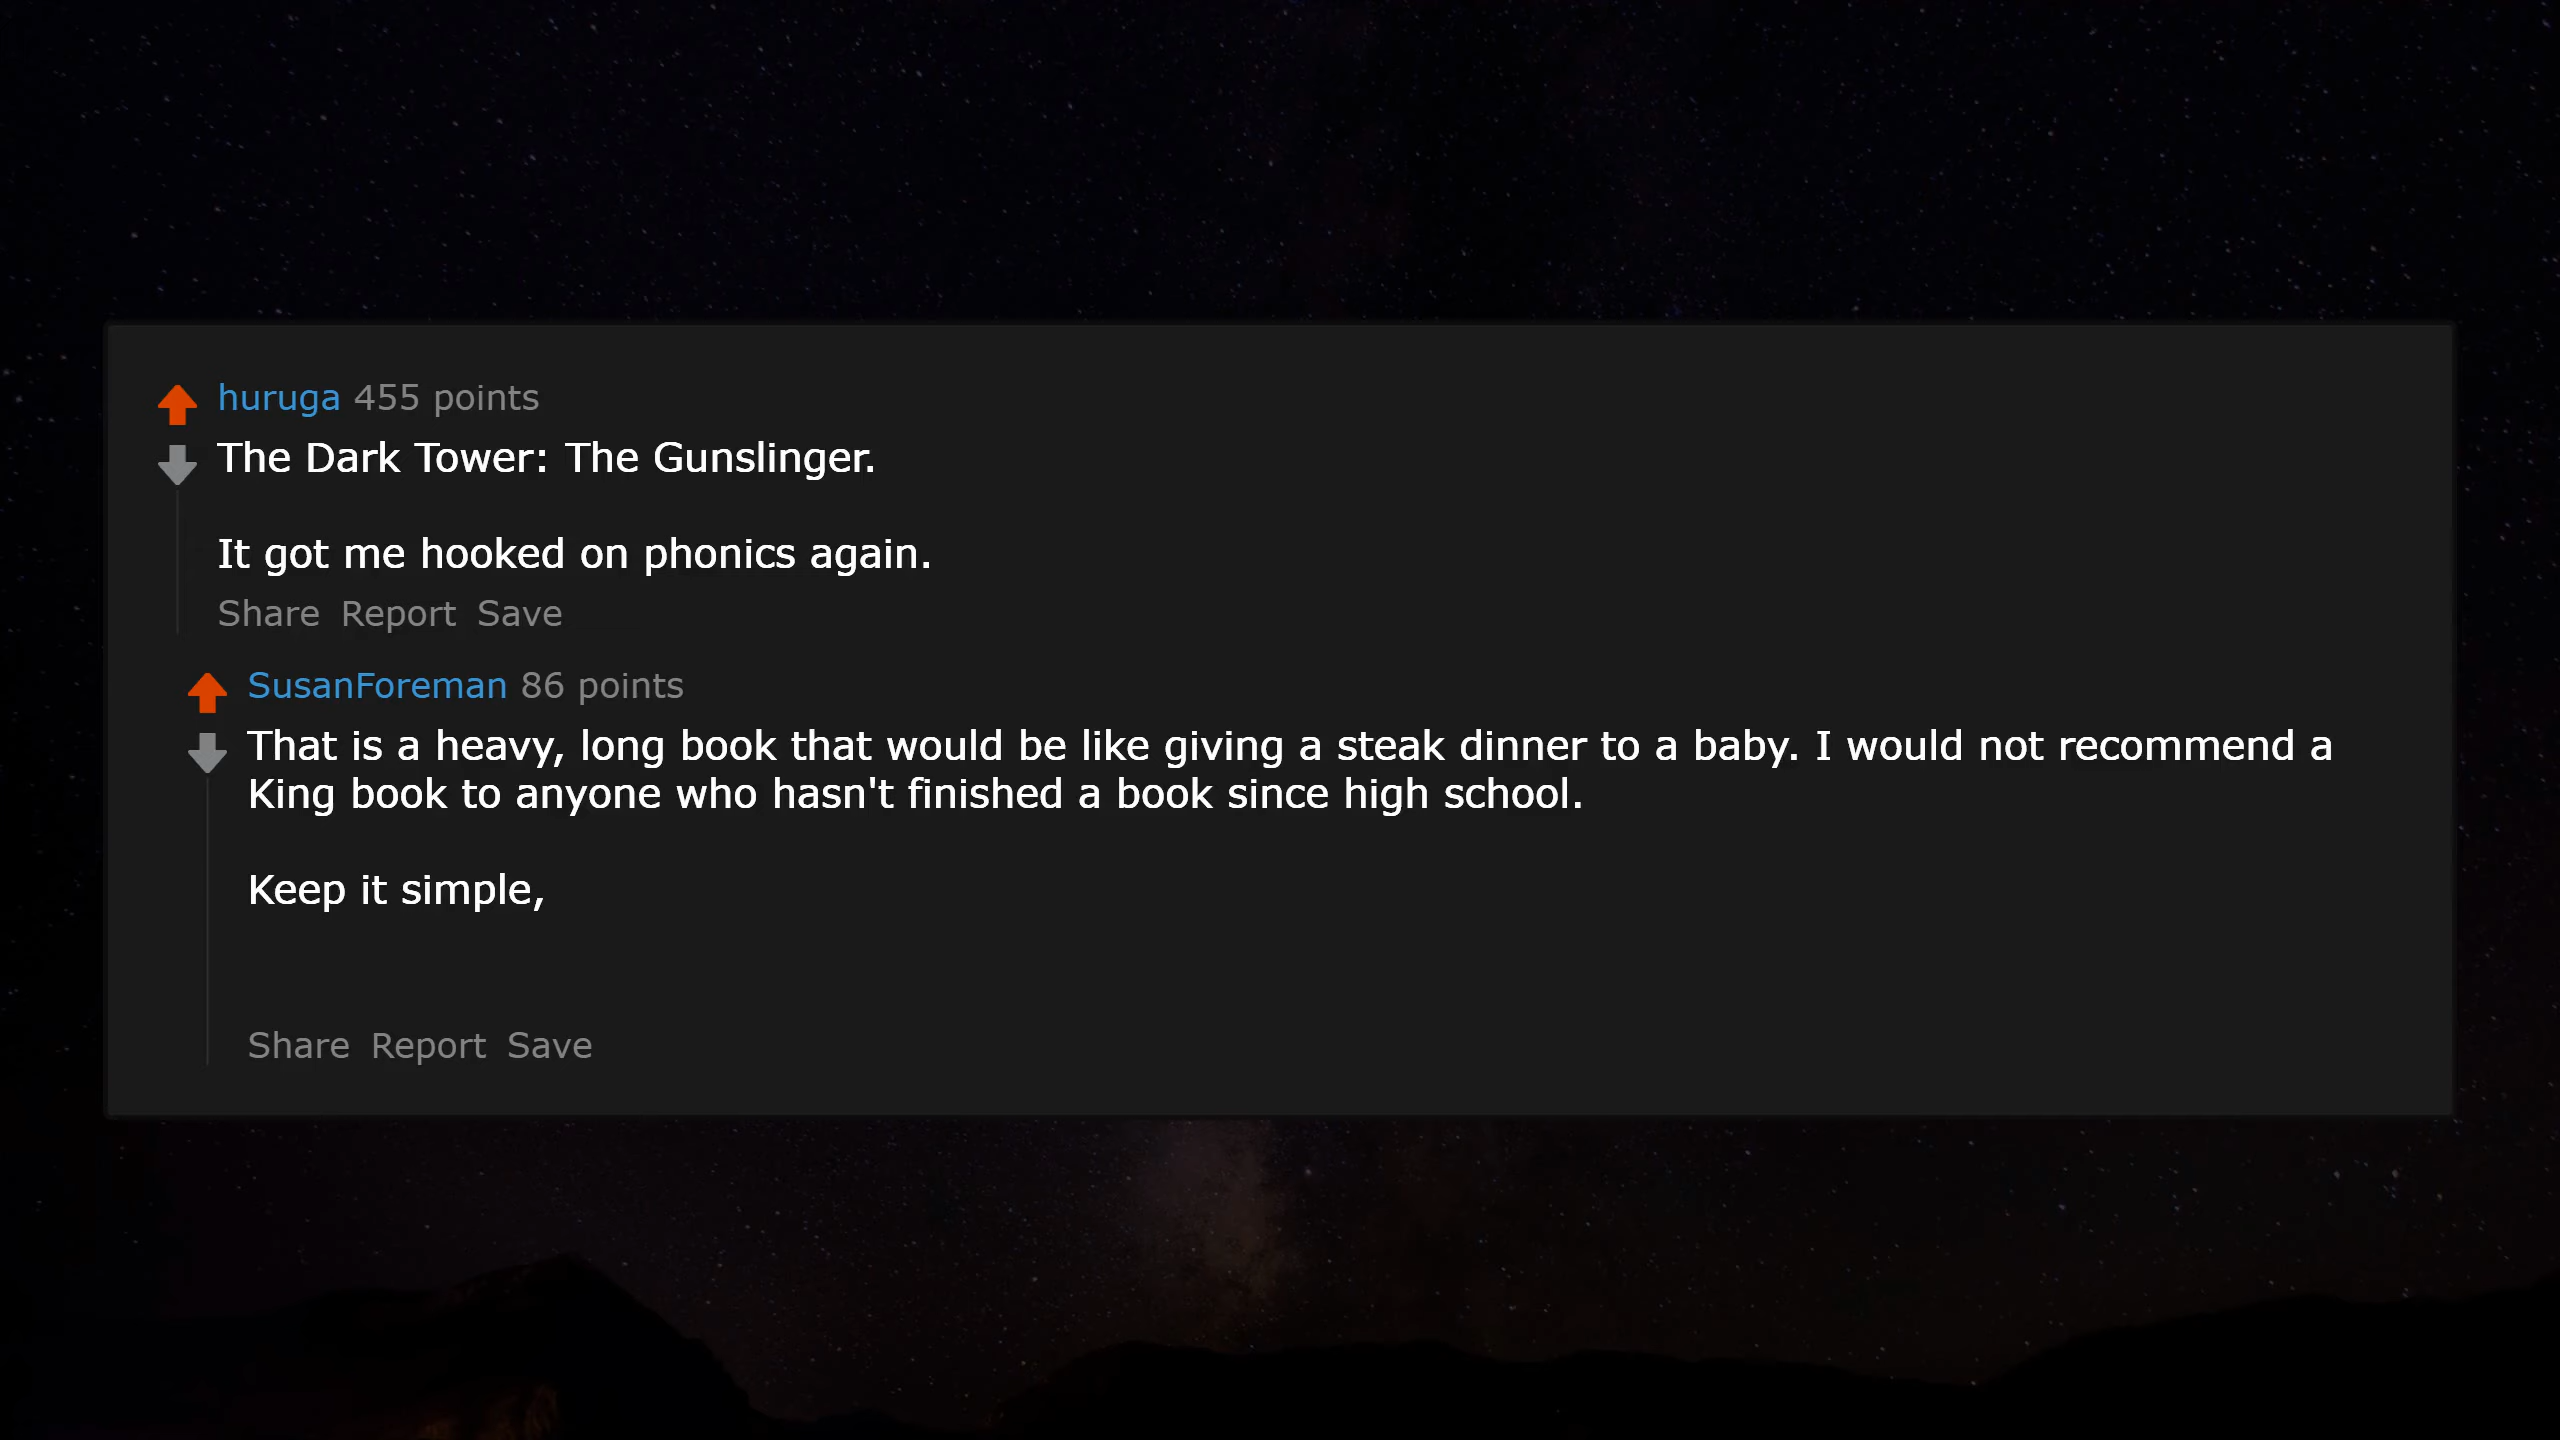 huruga 455 points
The Dark Tower: The Gunslinger.
It got me hooked on phonics again.
Share Report Save
SusanForeman 86 points
That is a heavy, long book that would be like giving a steak dinner to a baby. I would not recommend a
King book to anyone who hasn't finished a book since high school.
Keep it simple,
Share Report Save